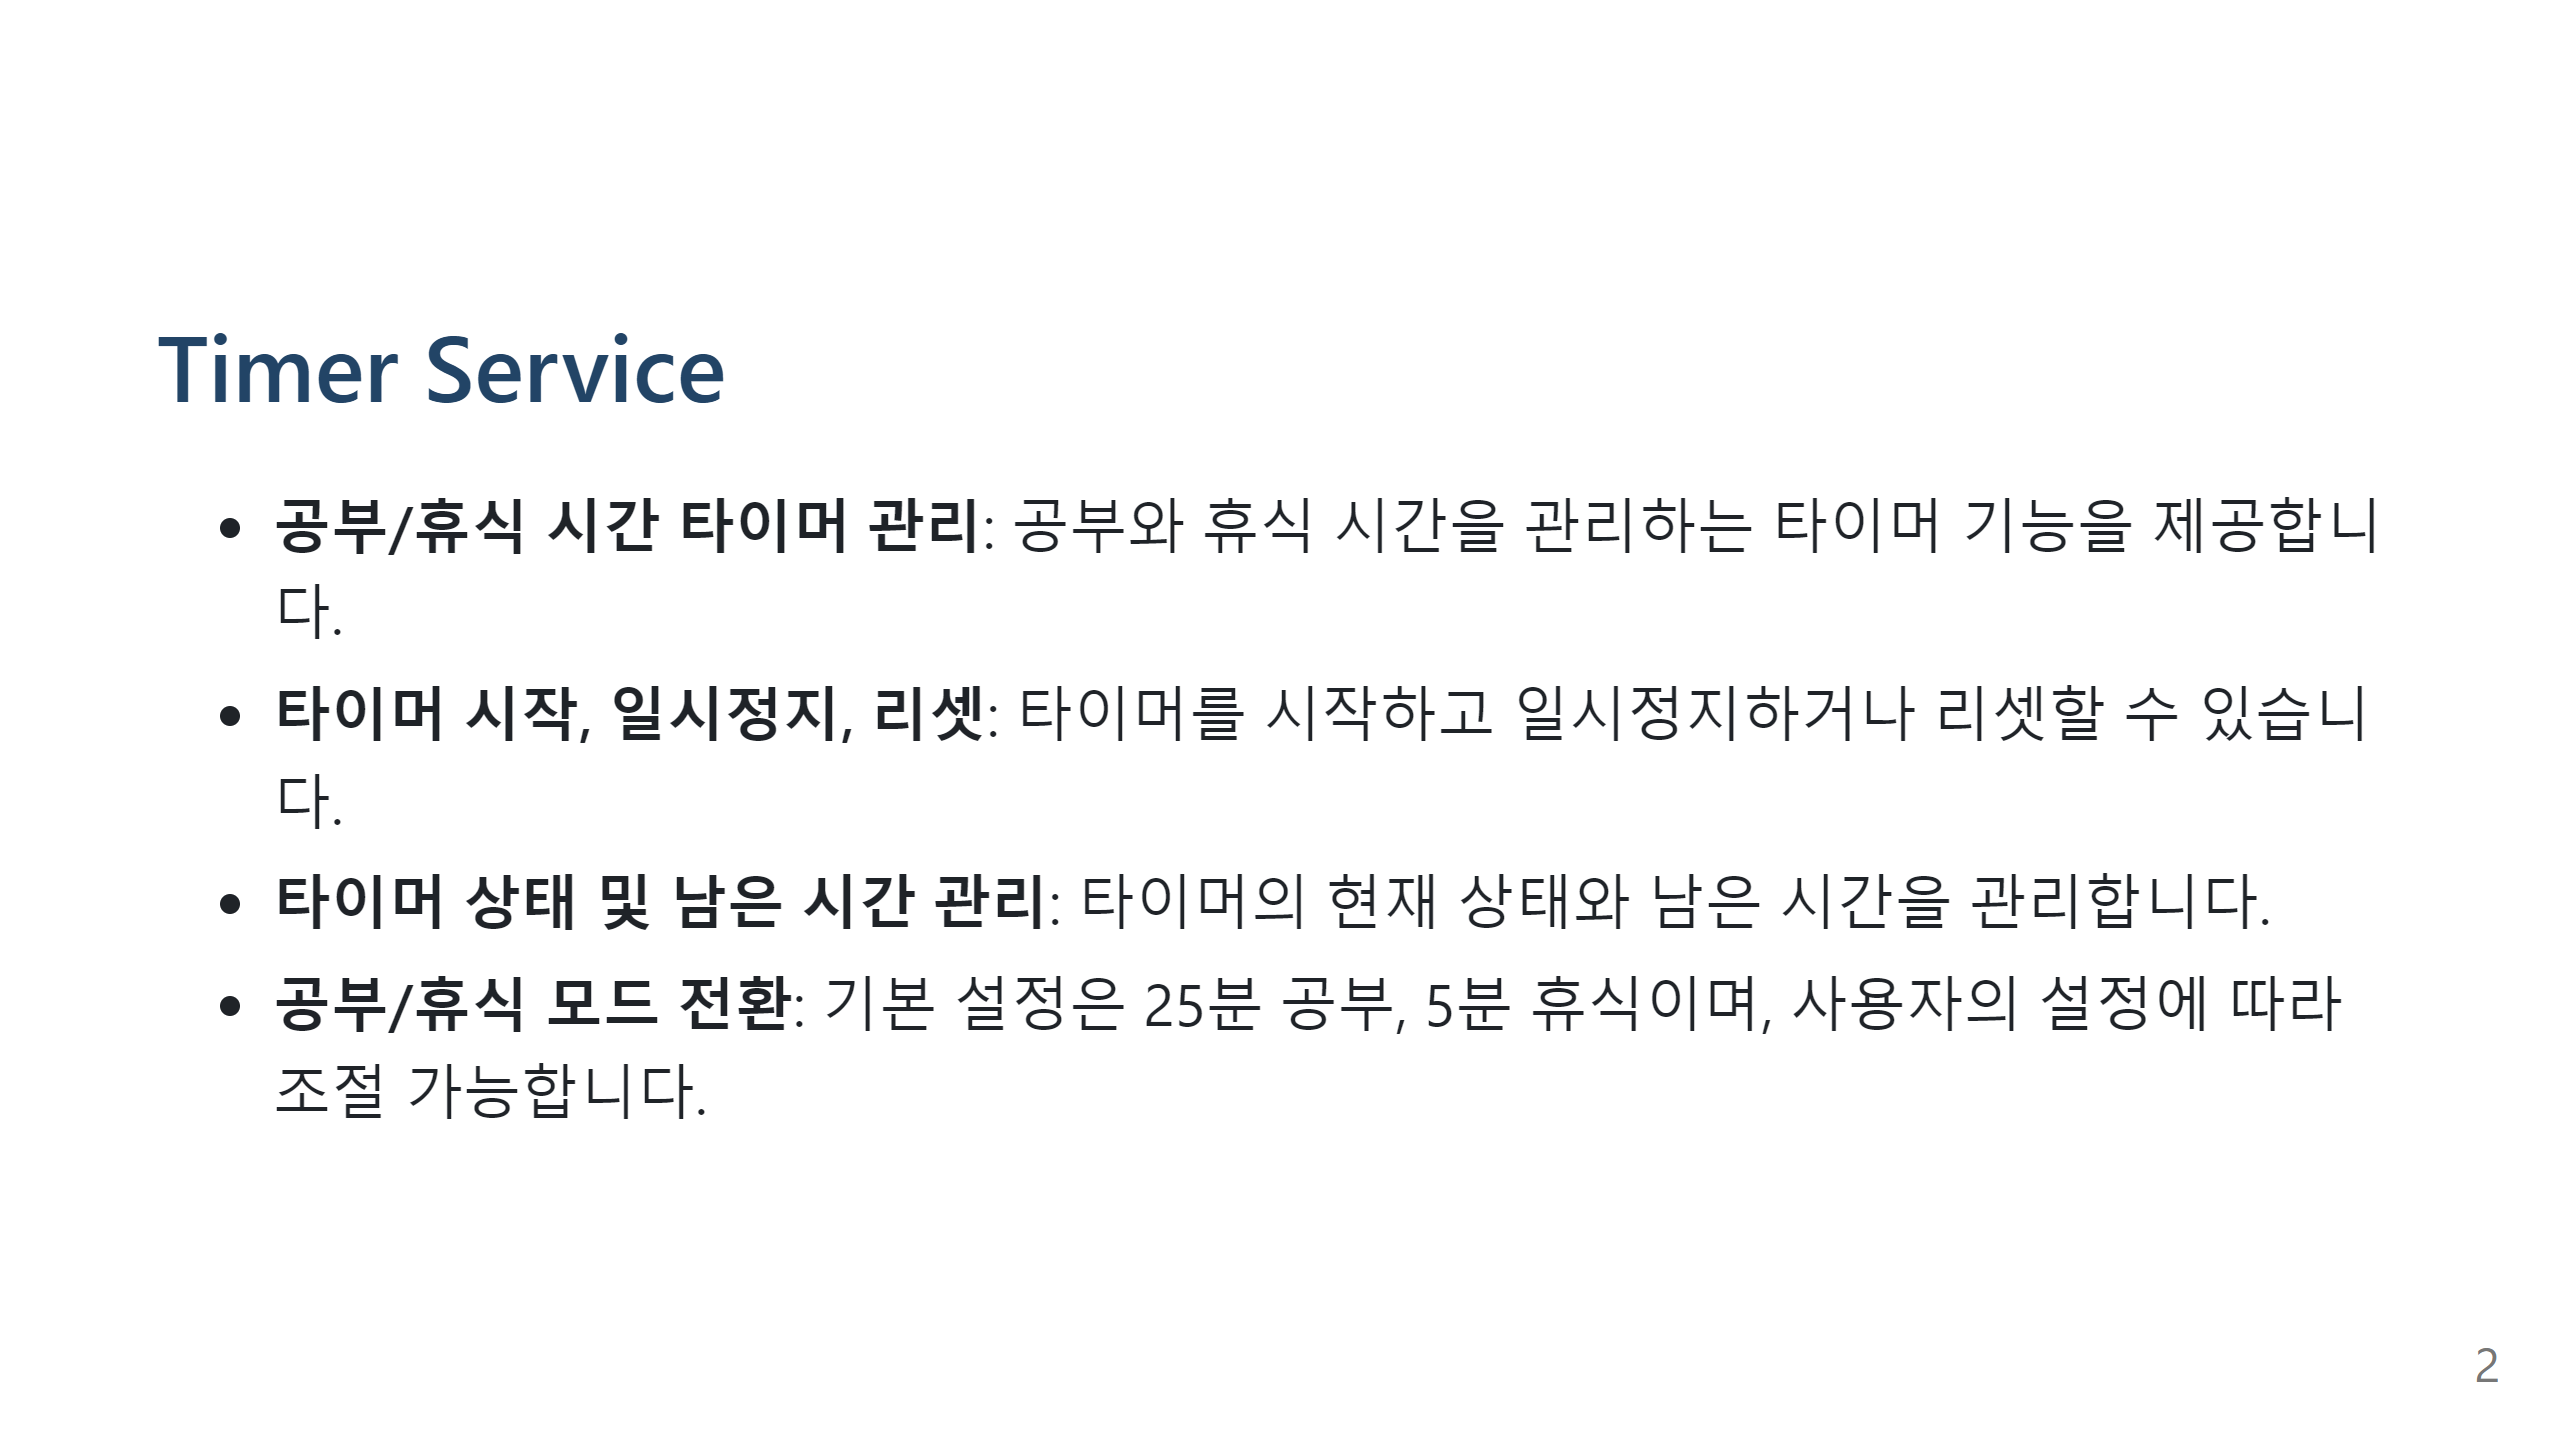 Timer Service
• 공부/휴식 시간 타이머 관리: 공부와 휴식 시간을 관리하는 타이머 기능을 제공합니
다.
• 타이머 시작, 일시정지, 리셋: 타이머를 시작하고 일시정지하거나 리셋할 수 있습니
다.
• 타이머 상태 및 남은 시간 관리: 타이머의 현재 상태와 남은 시간을 관리합니다.
• 공부/휴식 모드 전환: 기본 설정은 25분 공부, 5분 휴식이며, 사용자의 설정에 따라
조절 가능합니다.
2